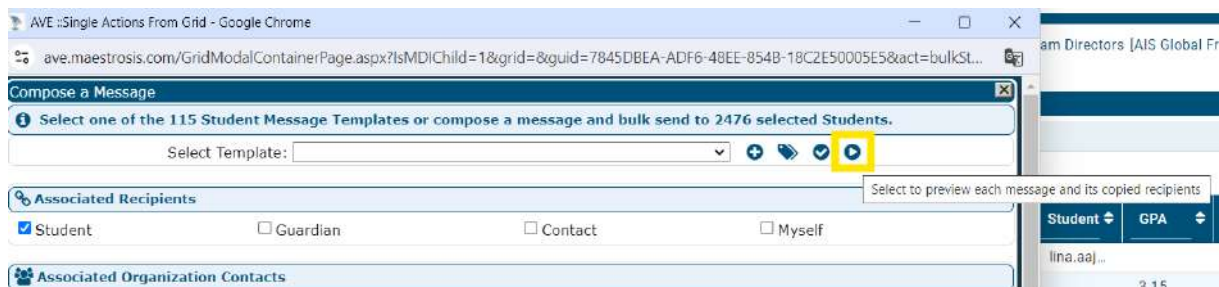 AVE ::Single Actions From Grid - Google Chrome
ave.maestrosis.com/GridModalContainerPage.aspx?IsMDIChild=1&grid=&guid=7845DBEA-ADF6-48EE-854B-18C2E50005E5&act=bulkSt...
am Directors [AIS Global Fr
Compose a Message
Select one of the 115 Student Message Templates or compose a message and bulk send to 2476 selected Students.
Select Template:
Select to preview each message and its copied recipients
Associated Recipients
Student Guardian Contact Myself
Student GPA
lina.aaj...
Associated Organization Contacts
3.15